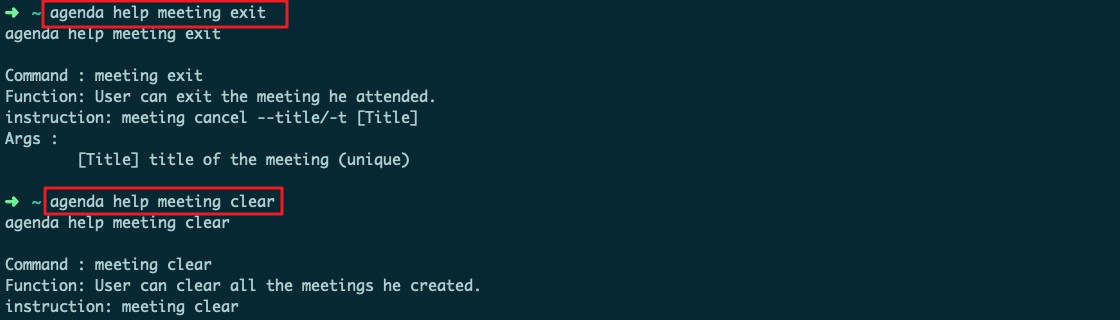 ➜ ~ agenda help meeting exit
agenda help meeting exit
Command : meeting exit
Function: User can exit the meeting he attended.
instruction: meeting cancel --title/-t [Title]
Args :
[Title] title of the meeting (unique)
➜ ~ agenda help meeting clear
agenda help meeting clear
Command : meeting clear
Function: User can clear all the meetings he created.
instruction: meeting clear